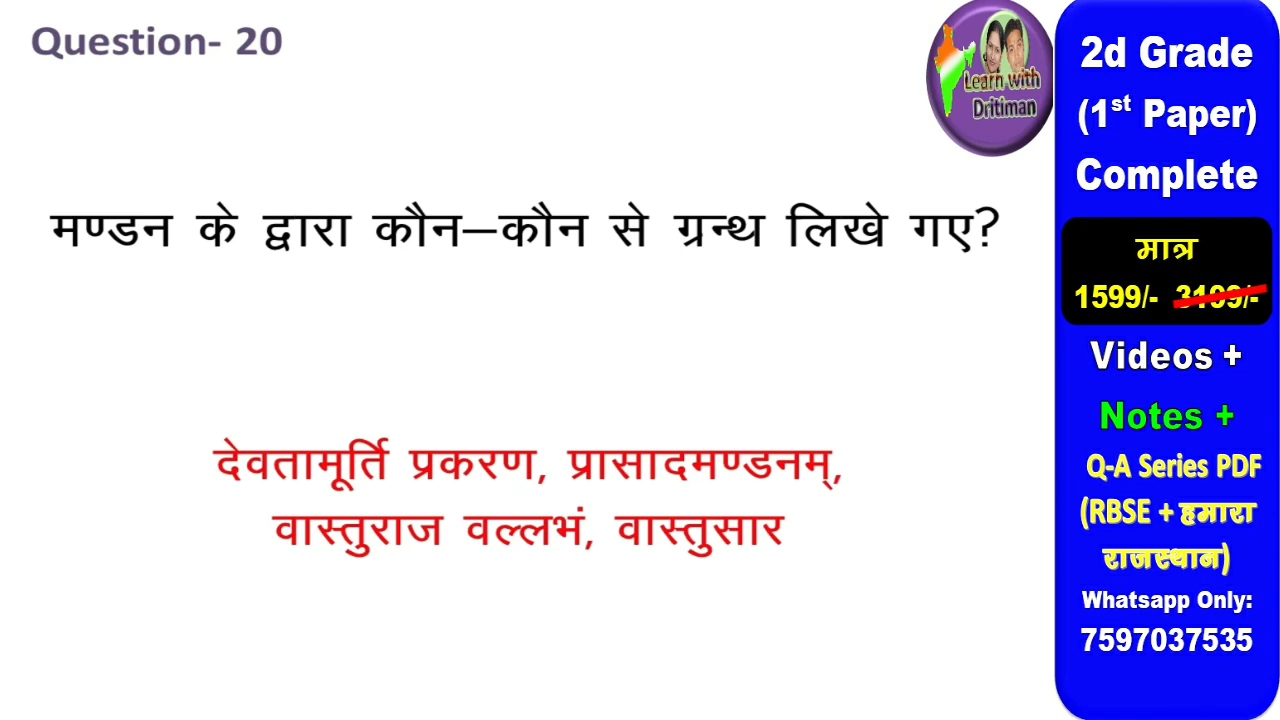 Question- 20
Learn with
Dritiman
मण्डन के द्वारा कौन–कौन से ग्रन्थ लिखे गए?
देवतामूर्ति प्रकरण, प्रासादमण्डनम्,
वास्तुराज वल्लभं, वास्तुसार
2d Grade
(1st Paper)
Complete
मात्र
1599/- 3199/-
Videos +
Notes +
Q-A Series PDF
(RBSE + हमारा
राजस्थान)
Whatsapp Only:
7597037535